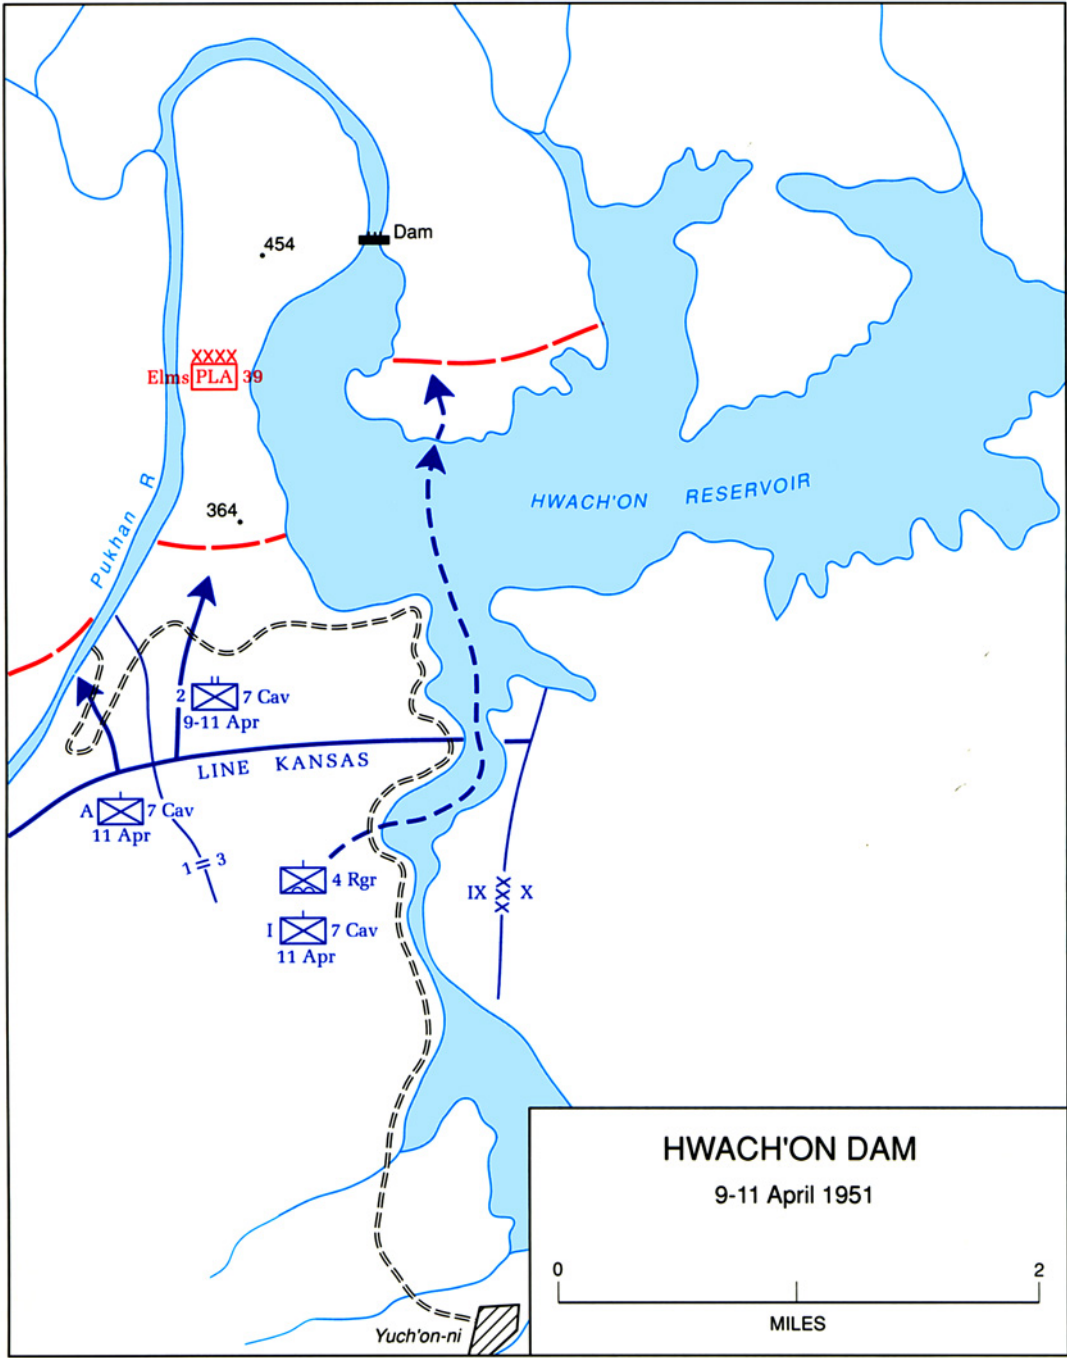 Dam
454
XXXX
Elms PLA 39
HWACH'ON RESERVOIR
Pukhan R
364
2 7 Cav
9-11 Apr
LINE KANSAS
A 7 Cav
11 Apr
1 3
4 Rgr
IX XXX X
I 7 Cav
11 Apr
HWACH'ON DAM
9-11 April 1951
0 2
MILES
Yuch'on-ni